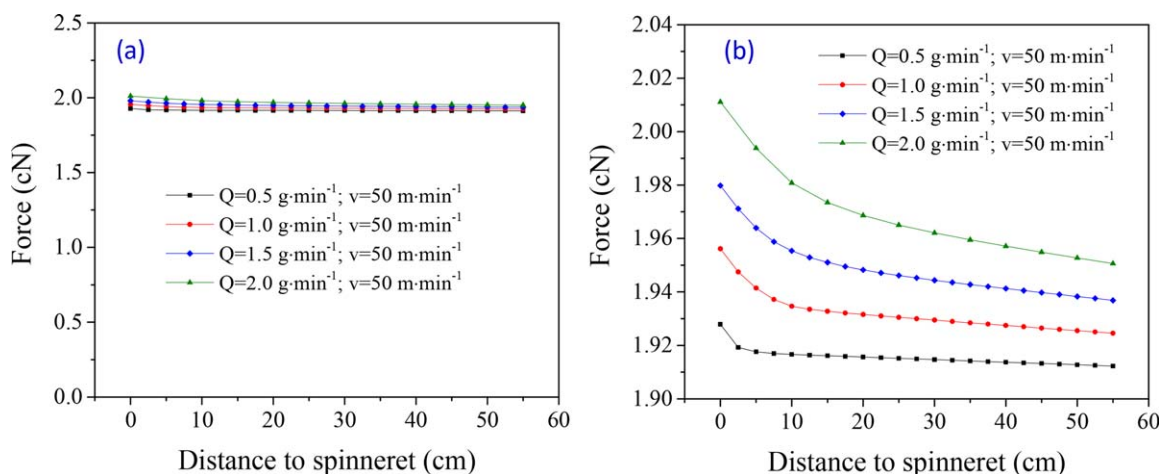 (a)
2.5
2.0
1.5
1.0
0.5
0.0
Force (cN)
Q=0.5 g·min⁻¹; v=50 m·min⁻¹
Q=1.0 g·min⁻¹; v=50 m·min⁻¹
Q=1.5 g·min⁻¹; v=50 m·min⁻¹
Q=2.0 g·min⁻¹; v=50 m·min⁻¹
0 10 20 30 40 50 60
Distance to spinneret (cm)
(b)
2.04
2.02
2.00
1.98
1.96
1.94
1.92
1.90
Force (cN)
Q=0.5 g·min⁻¹; v=50 m·min⁻¹
Q=1.0 g·min⁻¹; v=50 m·min⁻¹
Q=1.5 g·min⁻¹; v=50 m·min⁻¹
Q=2.0 g·min⁻¹; v=50 m·min⁻¹
0 10 20 30 40 50 60
Distance to spinneret (cm)